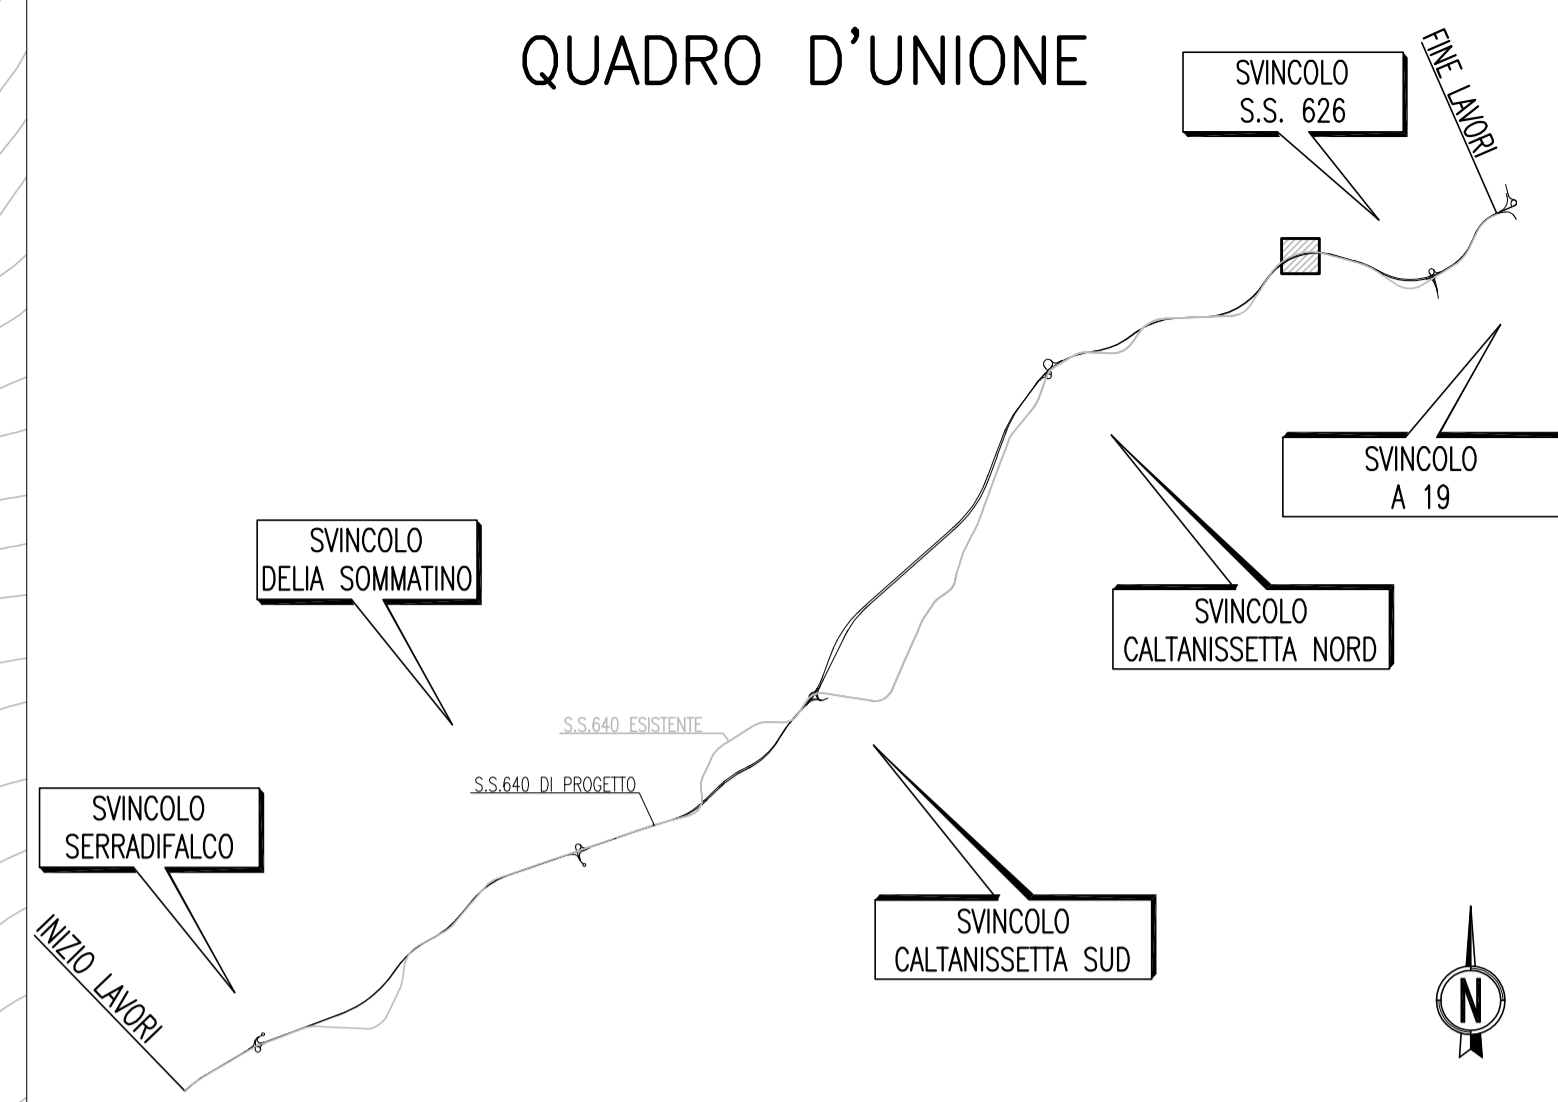 QUADRO D'UNIONE
SVINCOLO
S.S. 626
FINE LAVORI
SVINCOLO
A 19
SVINCOLO
DELIA SOMMATINO
SVINCOLO
CALTANISSETTA NORD
S.S.640 ESISTENTE
S.S.640 DI PROGETTO
SVINCOLO
SERRADIFALCO
SVINCOLO
CALTANISSETTA SUD
INIZIO LAVORI
N